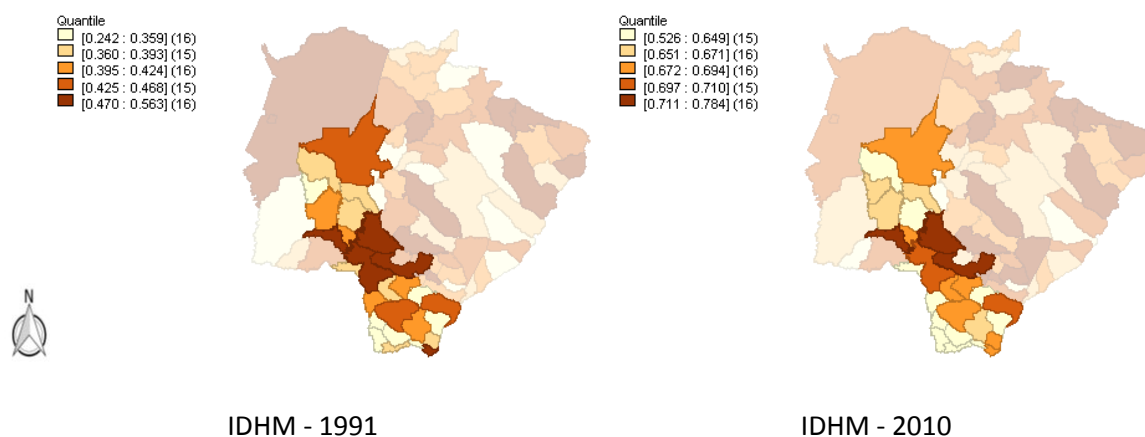 Quantile
[0.242 : 0.359] (16)
[0.360 : 0.393] (15)
[0.395 : 0.424] (16)
[0.425 : 0.468] (15)
[0.470 : 0.563] (16)
Quantile
[0.526 : 0.649] (15)
[0.651 : 0.671] (16)
[0.672 : 0.694] (16)
[0.697 : 0.710] (15)
[0.711 : 0.784] (16)
N
IDHM - 1991
IDHM - 2010